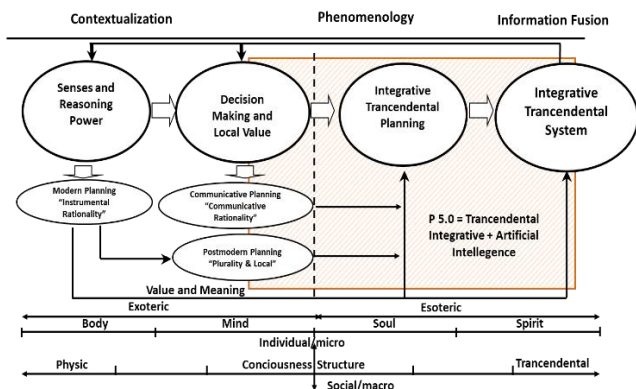 Contextualization
Phenomenology
Information Fusion
Senses and
Reasoning
Power
Decision
Making and
Local Value
Integrative
Trancendental
Planning
Integrative
Trancendental
System
Modern Planning
“Instrumental
Rationality”
Communicative Planning
“Communicative
Rationality”
Postmodern Planning
“Plurality & Local”
P 5.0 = Trancendental
Integrative + Artificial
Intellegence
Value and Meaning
Exoteric
Esoteric
Body
Mind
Soul
Spirit
Individual/micro
Physic
Conciousness Structure
Trancendental
Social/macro